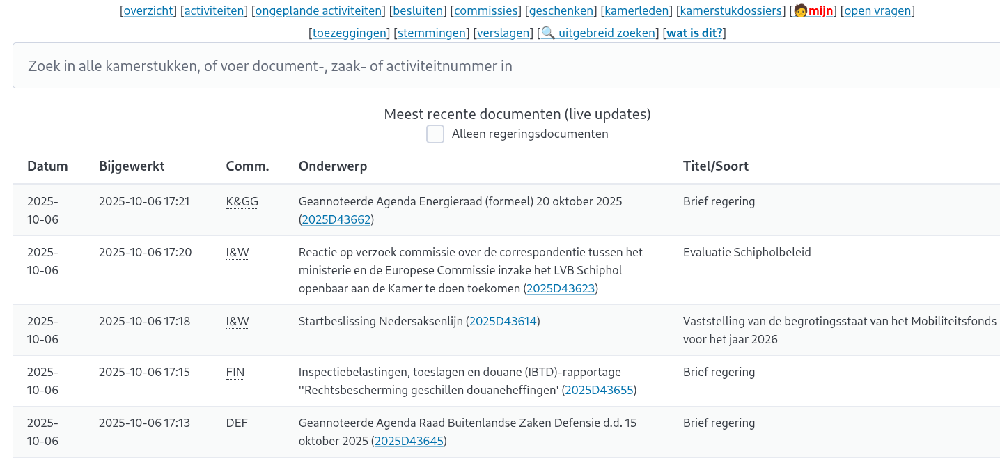 [overzicht] [activiteiten] [ongeplande activiteiten] [besluiten] [commissies] [geschenken] [kamerleden] [kamerstukdossiers] [🧑mijn] [open vragen]
[toezeggingen] [stemmingen] [verslagen] [🔍 uitgebreid zoeken] [wat is dit?]
Zoek in alle kamerstukken, of voer document-, zaak- of activiteitnummer in
Meest recente documenten (live updates)
Alleen regeringsdocumenten
Datum Bijgewerkt Comm. Onderwerp Titel/Soort
2025- 2025-10-06 17:21 K&GG Geannoteerde Agenda Energieraad (formeel) 20 oktober 2025 Brief regering
10-06 (2025D43662)
2025- 2025-10-06 17:20 I&W Reactie op verzoek commissie over de correspondentie tussen het Evaluatie Schipholbeleid
10-06 ministerie en de Europese Commissie inzake het LVB Schiphol
openbaar aan de Kamer te doen toekomen (2025D43623)
2025- 2025-10-06 17:18 I&W Startbeslissing Nedersaksenlijn (2025D43614) Vaststelling van de begrotingsstaat van het Mobiliteitsfonds
10-06 voor het jaar 2026
2025- 2025-10-06 17:15 FIN Inspectiebelastingen, toeslagen en douane (IBTD)-rapportage Brief regering
10-06 ''Rechtsbescherming geschillen douaneheffingen' (2025D43655)
2025- 2025-10-06 17:13 DEF Geannoteerde Agenda Raad Buitenlandse Zaken Defensie d.d. 15 Brief regering
10-06 oktober 2025 (2025D43645)